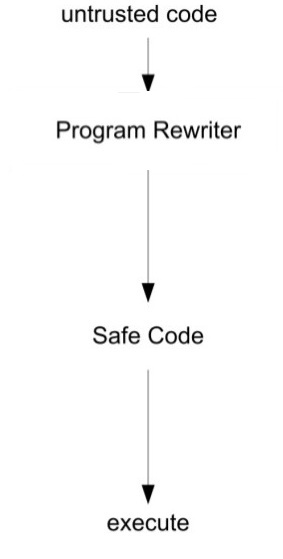 untrusted code
Program Rewriter
Safe Code
execute